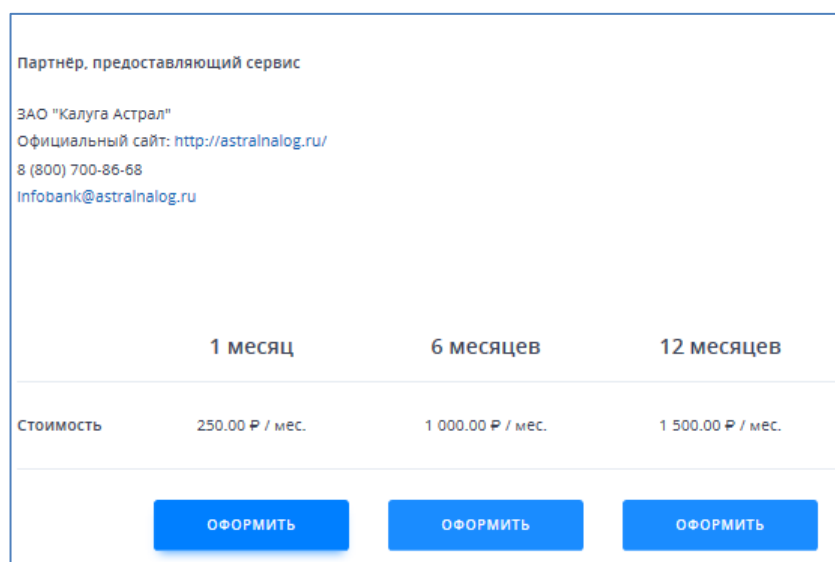 Партнёр, предоставляющий сервис
ЗАО "Калуга Астрал"
Официальный сайт: http://astralnalog.ru/
8 (800) 700-86-68
Infobank@astralnalog.ru
1 месяц 6 месяцев 12 месяцев
Стоимость 250.00 ₽ / мес. 1 000.00 ₽ / мес. 1 500.00 ₽ / мес.
ОФОРМИТЬ ОФОРМИТЬ ОФОРМИТЬ